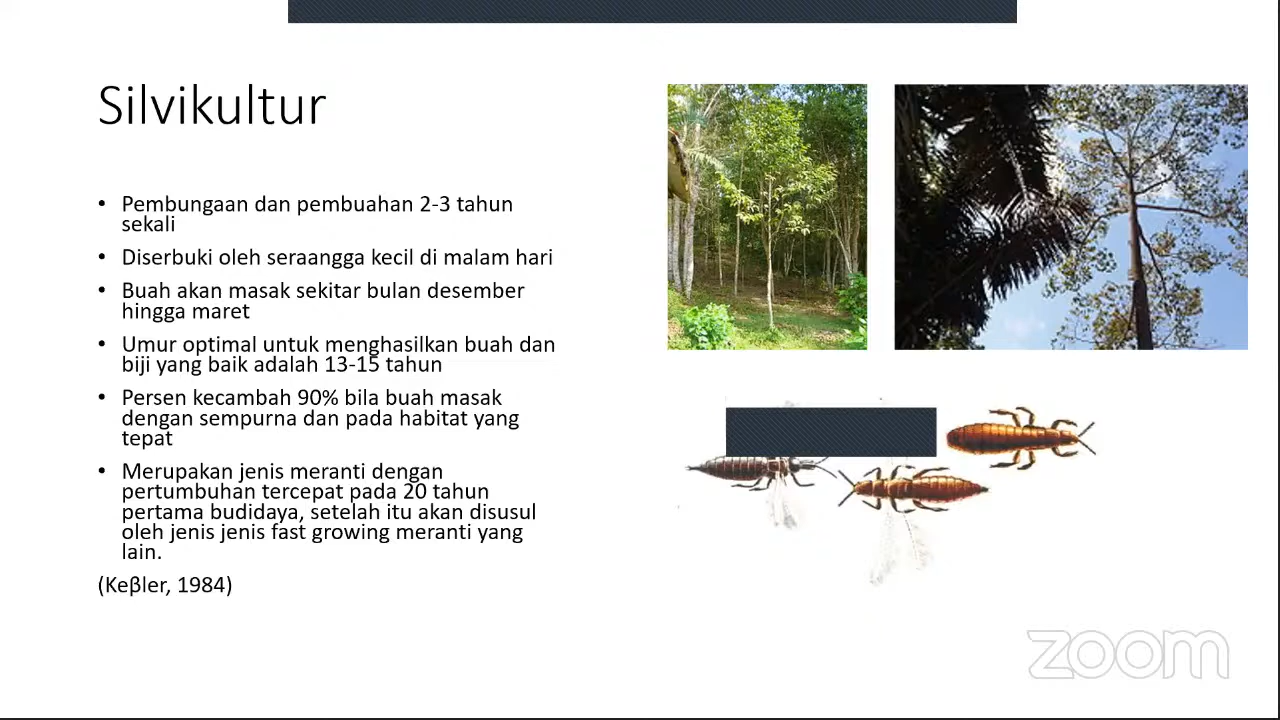 Silvikultur
• Pembungaan dan pembuahan 2-3 tahun
sekali
• Diserbuki oleh seraangga kecil di malam hari
• Buah akan masak sekitar bulan desember
hingga maret
• Umur optimal untuk menghasilkan buah dan
biji yang baik adalah 13-15 tahun
• Persen kecambah 90% bila buah masak
dengan sempurna dan pada habitat yang
tepat
• Merupakan jenis meranti dengan
pertumbuhan tercepat pada 20 tahun
pertama budidaya, setelah itu akan disusul
oleh jenis jenis fast growing meranti yang
lain.
(Keβler, 1984)
zoom